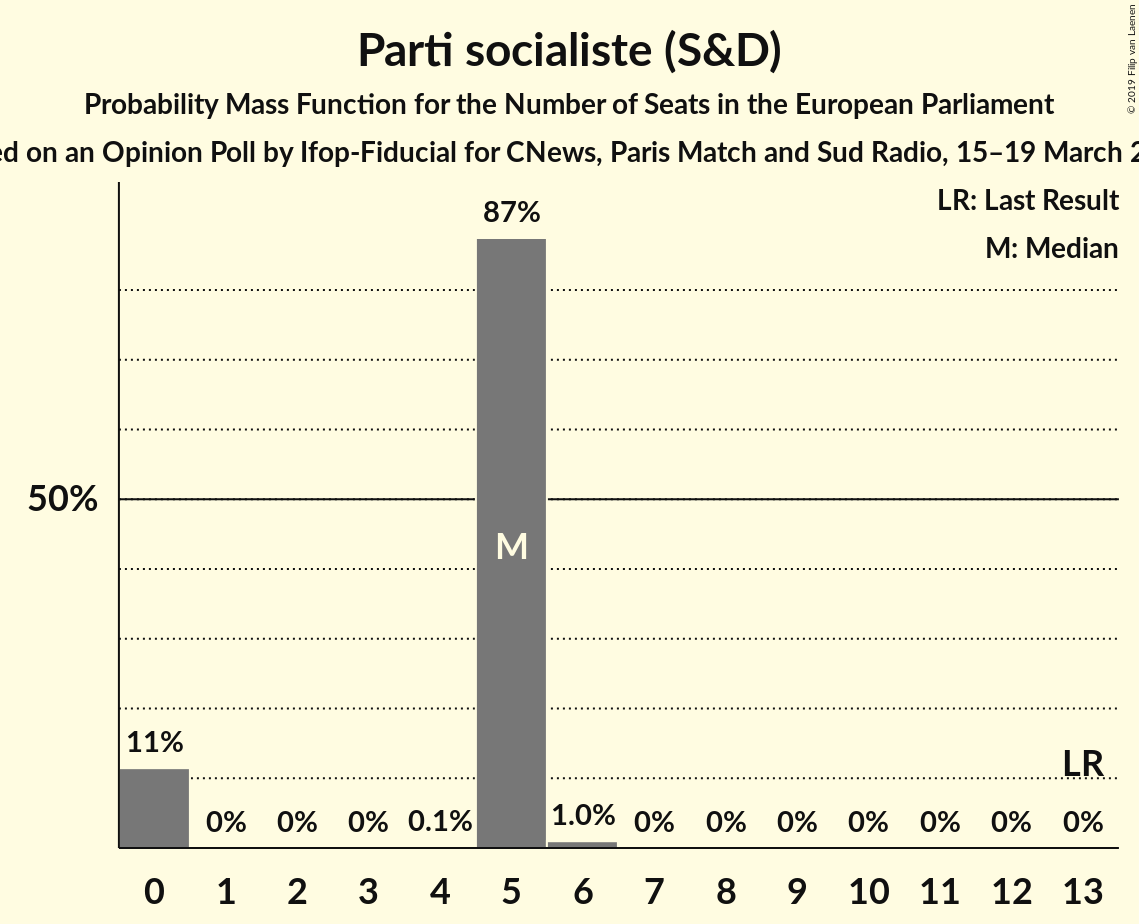 Parti socialiste (S&D)
Probability Mass Function for the Number of Seats in the European Parliament
on an Opinion Poll by Ifop-Fiducial for CNews, Paris Match and Sud Radio, 15–19 March
© 2019 Filip van Laenen
LR: Last Result
M: Median
87%
50%
M
11%
0% 0% 0% 0.1% 1.0% 0% 0% 0% 0% 0% 0% 0%
LR
0 1 2 3 4 5 6 7 8 9 10 11 12 13